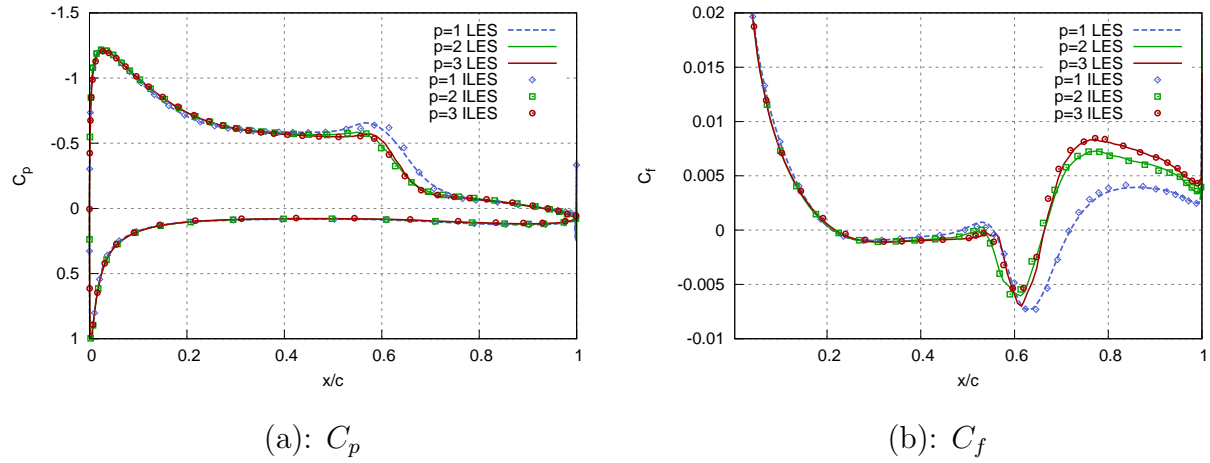 -1.5
-1
-0.5
0
0.5
1
0
0.2
0.4
0.6
0.8
1
C_p
x/c
p=1 LES
p=2 LES
p=3 LES
p=1 ILES
p=2 ILES
p=3 ILES
(a): C_p
0.02
0.015
0.01
0.005
0
-0.005
-0.01
0.2
0.4
0.6
0.8
1
C_f
x/c
p=1 LES
p=2 LES
p=3 LES
p=1 ILES
p=2 ILES
p=3 ILES
(b): C_f